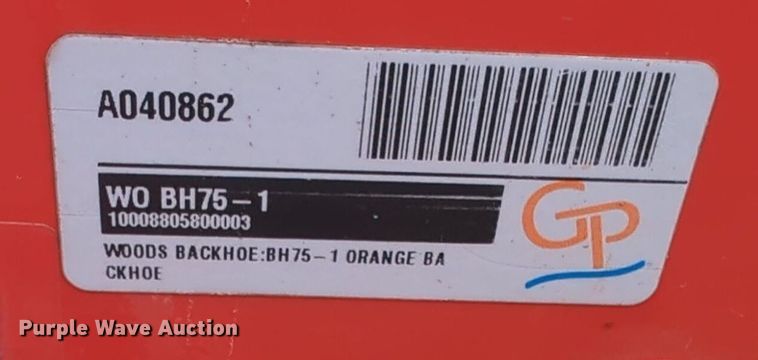 A040862
WO BH75-1
10008805800003
WOODS BACKHOE:BH75-1 ORANGE BA
CKHOE
GP
Purple Wave Auction